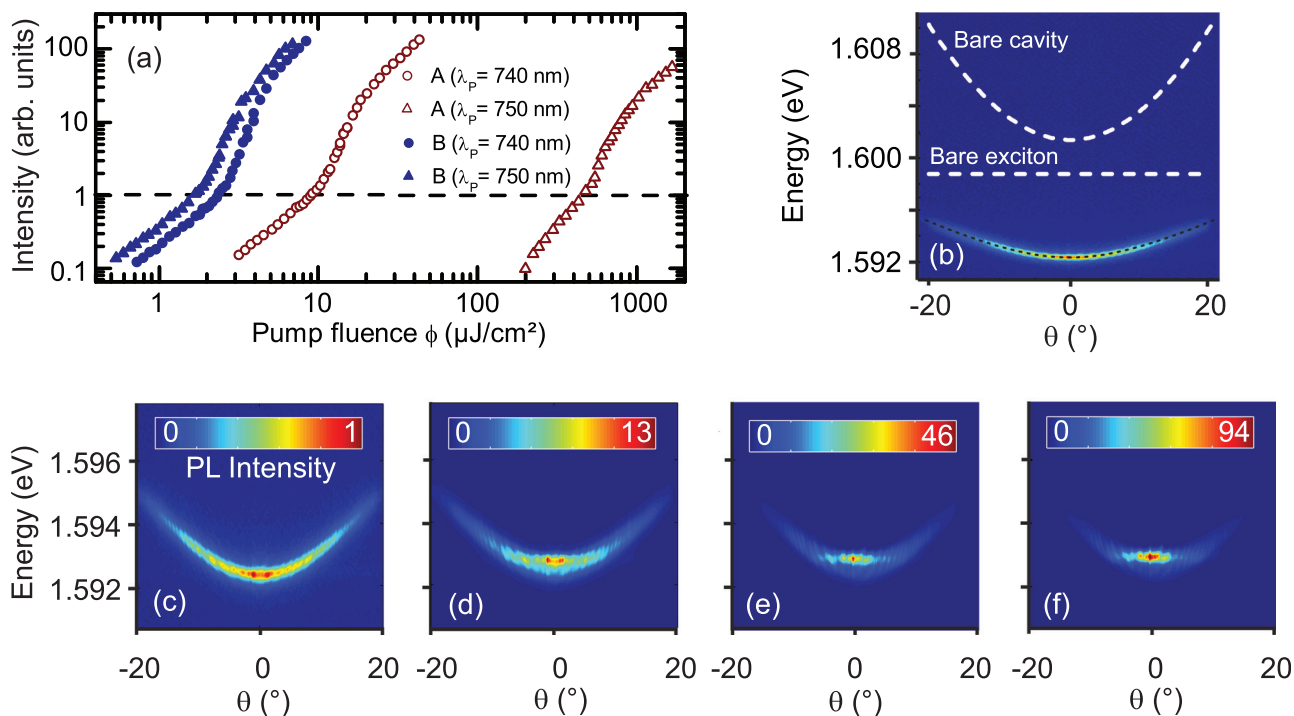 (a)
Intensity (arb. units)
100
10
1
0.1
A (λP= 740 nm)
A (λP= 750 nm)
B (λP= 740 nm)
B (λP= 750 nm)
1 10 100 1000
Pump fluence ϕ (µJ/cm²)
Energy (eV)
1.608
1.600
1.592
Bare cavity
Bare exciton
(b)
-20 0 20
θ (°)
Energy (eV)
1.596
1.594
1.592
0 1
PL Intensity
(c)
-20 0 20
θ (°)
0 13
(d)
-20 0 20
θ (°)
0 46
(e)
-20 0 20
θ (°)
0 94
(f)
-20 0 20
θ (°)